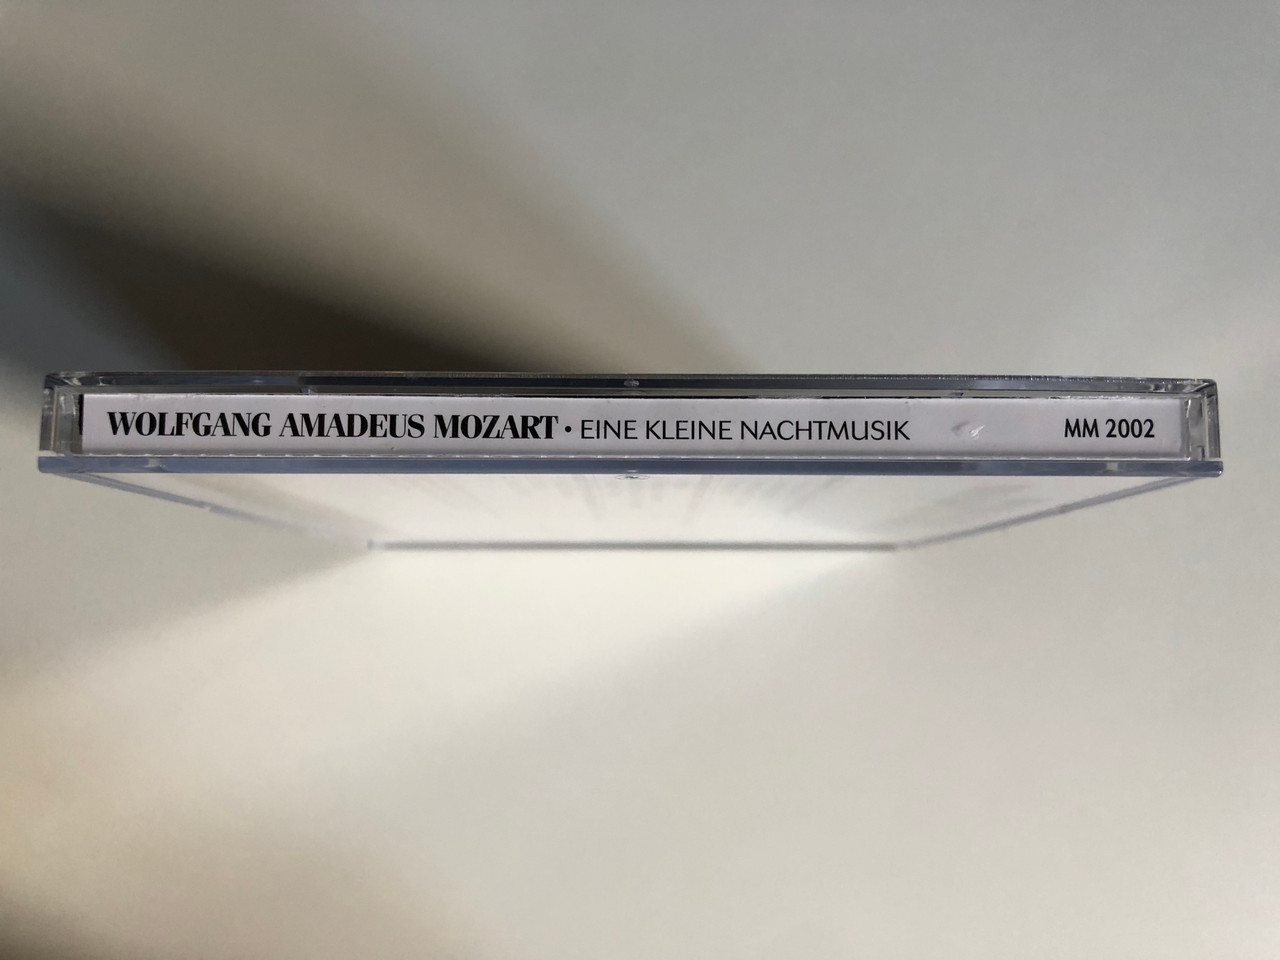 WOLFGANG AMADEUS MOZART • EINE KLEINE NACHTMUSIK MM 2002